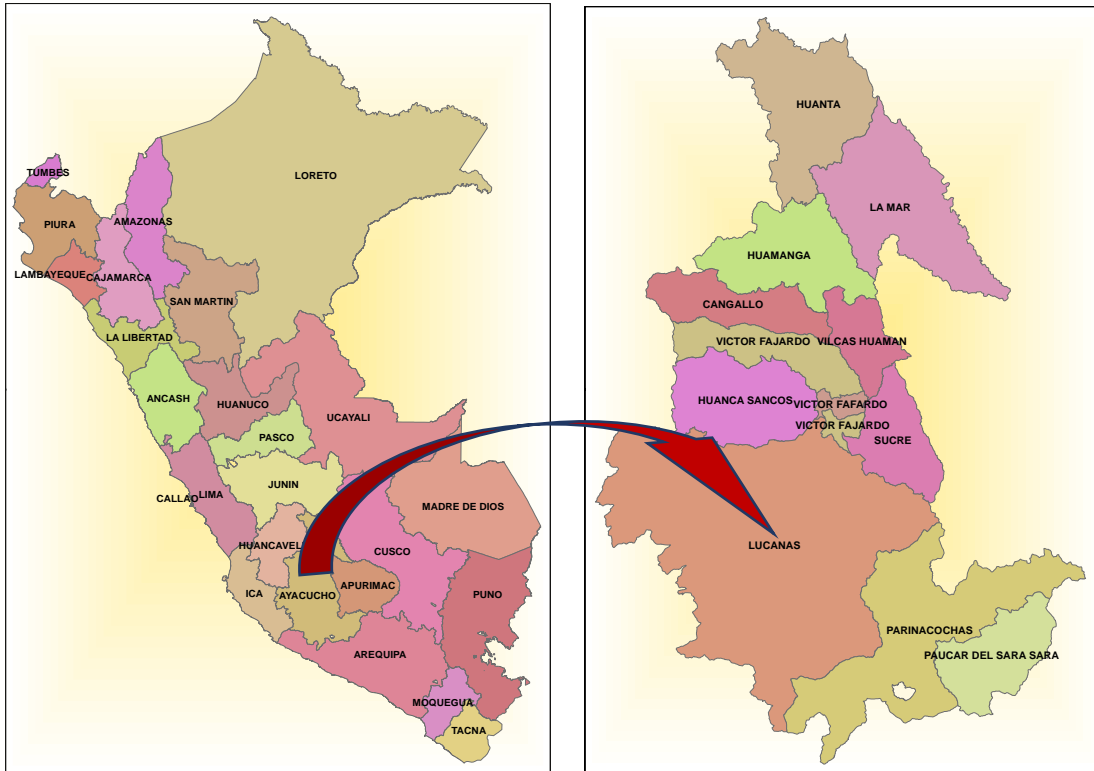 LORETO
TUMBES
AMAZONAS
PIURA
LAMBAYEQUE
CAJAMARCA
SAN MARTIN
LA LIBERTAD
ANCASH
HUANUCO
UCAYALI
PASCO
JUNIN
LIMA
CALLAO
MADRE DE DIOS
HUANCAVEL
CUSCO
ICA
AYACUCHO
APURIMAC
PUNO
AREQUIPA
MOQUEGUA
TACNA
HUANTA
LA MAR
HUAMANGA
CANGALLO
VICTOR FAJARDO
VILCAS HUAMAN
HUANCA SANCOS
VICTOR FAFARDO
VICTOR FAJARDO
SUCRE
LUCANAS
PARINACOCHAS
PAUCAR DEL SARA SARA